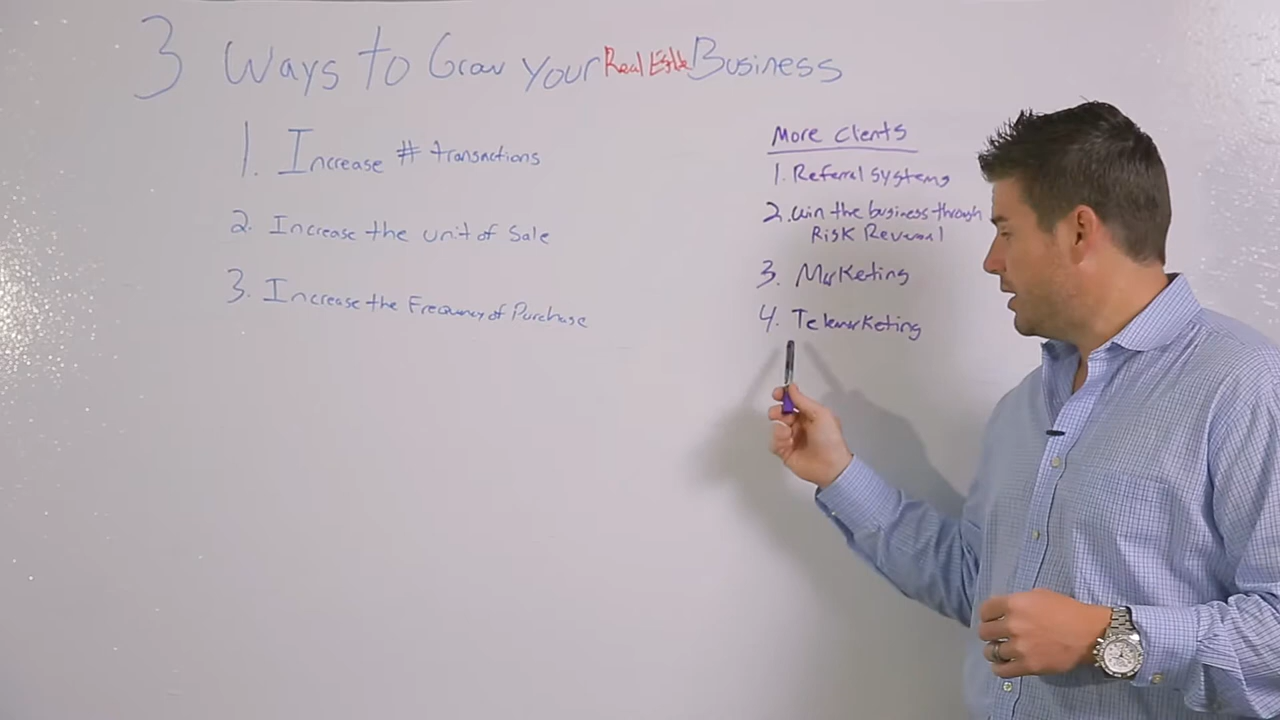 3 Ways to Grow Your Real Estate Business
1. Increase # transactions
2. Increase the unit of Sale
3. Increase the Frequency of Purchase
More Clients
1. Referral systems
2. win the business through
Risk Reversal
3. Marketing
4. Telemarketing